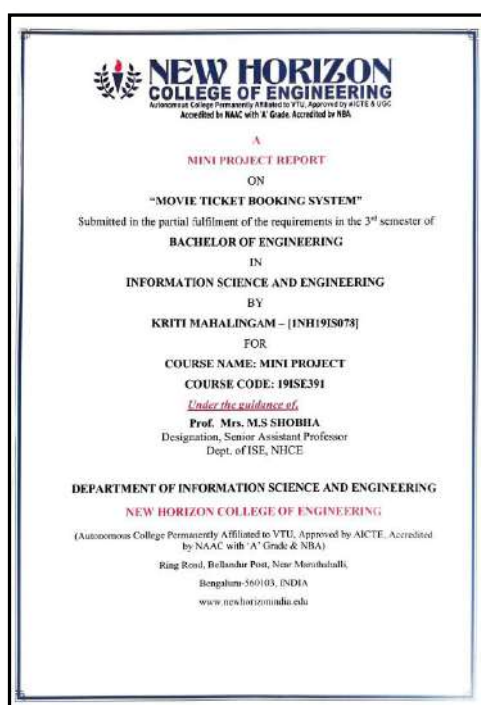 NEW HORIZON
COLLEGE OF ENGINEERING
Autonomous College Permanently Affiliated to VTU, Approved by AICTE & UGC
Accredited by NAAC with 'A' Grade, Accredited by NBA
A
MINI PROJECT REPORT
ON
"MOVIE TICKET BOOKING SYSTEM"
Submitted in the partial fulfilment of the requirements in the 3rd semester of
BACHELOR OF ENGINEERING
IN
INFORMATION SCIENCE AND ENGINEERING
BY
KRITI MAHALINGAM – [1NH19IS078]
FOR
COURSE NAME: MINI PROJECT
COURSE CODE: 19ISE391
Under the guidance of,
Prof. Mrs. M.S SHOBHA
Designation, Senior Assistant Professor
Dept. of ISE, NHCE
DEPARTMENT OF INFORMATION SCIENCE AND ENGINEERING
NEW HORIZON COLLEGE OF ENGINEERING
(Autonomous College Permanently Affiliated to VTU, Approved by AICTE, Accredited
by NAAC with 'A' Grade & NBA)
Ring Road, Bellandur Post, Near Marathahalli,
Bengaluru-560103, INDIA
www.newhorizonindia.edu